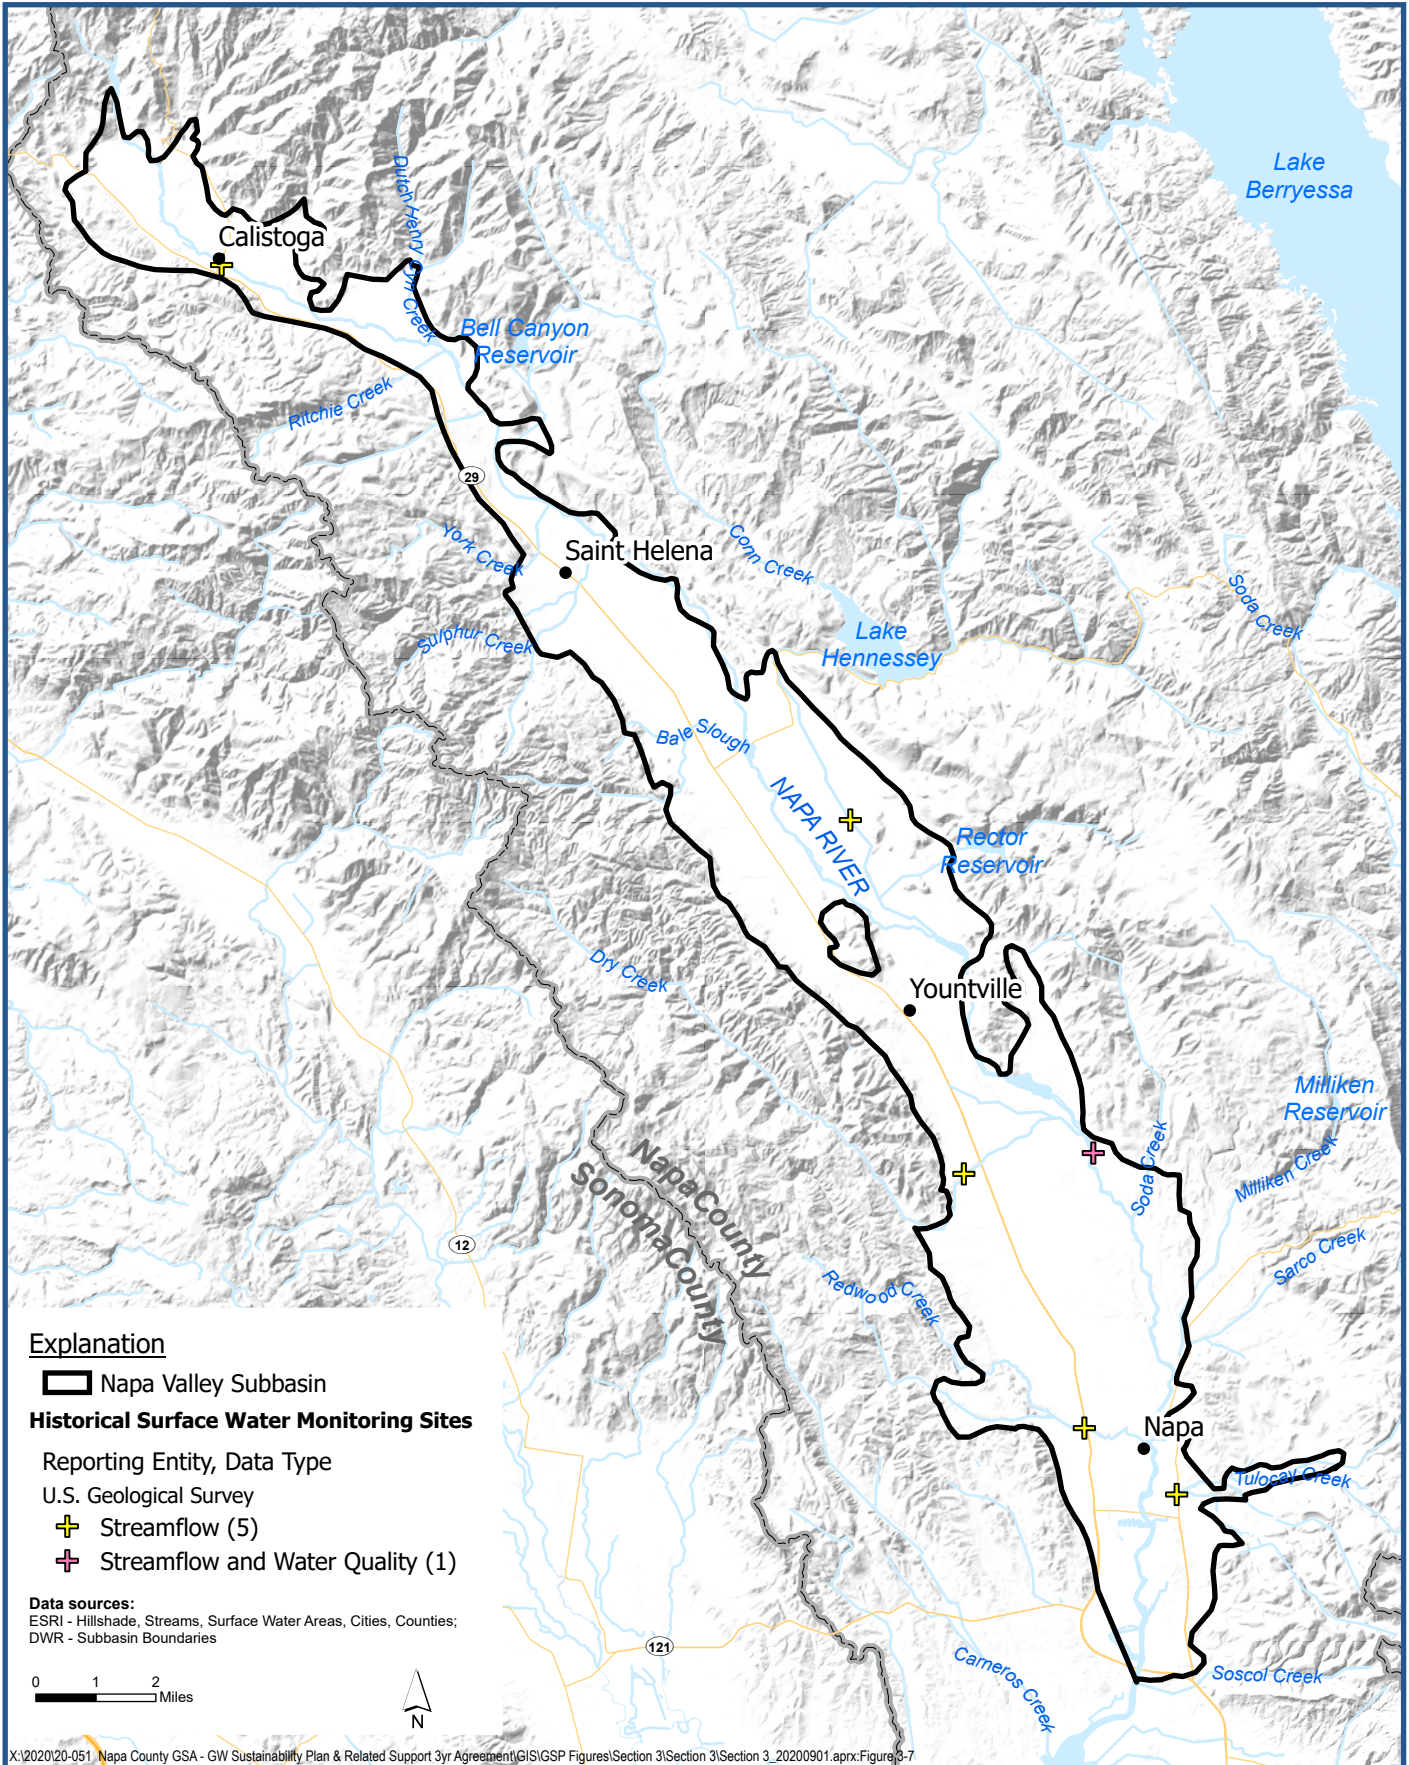 Lake
Berryessa
Calistoga
Dutch Henry Cyn Creek
Bell Canyon
Reservoir
Ritchie Creek
29
York Creek
Saint Helena
Conn Creek
Soda Creek
Sulphur Creek
Lake
Hennessey
Bale Slough
NAPA RIVER
Rector
Reservoir
Dry Creek
Yountville
Milliken
Reservoir
Soda Creek
Milliken Creek
NapaCounty
SonomaCounty
12
Sarco Creek
Redwood Creek
Napa
Tulocay Creek
121
Carneros Creek
Soscol Creek
Explanation
Napa Valley Subbasin
Historical Surface Water Monitoring Sites
Reporting Entity, Data Type
U.S. Geological Survey
Streamflow (5)
Streamflow and Water Quality (1)
Data sources:
ESRI - Hillshade, Streams, Surface Water Areas, Cities, Counties;
DWR - Subbasin Boundaries
0 1 2
Miles
N
X:\2020\20-051_Napa County GSA - GW Sustainability Plan & Related Support 3yr Agreement\GIS\GSP Figures\Section 3\Section 3\Section 3_20200901.aprx:Figure 3-7